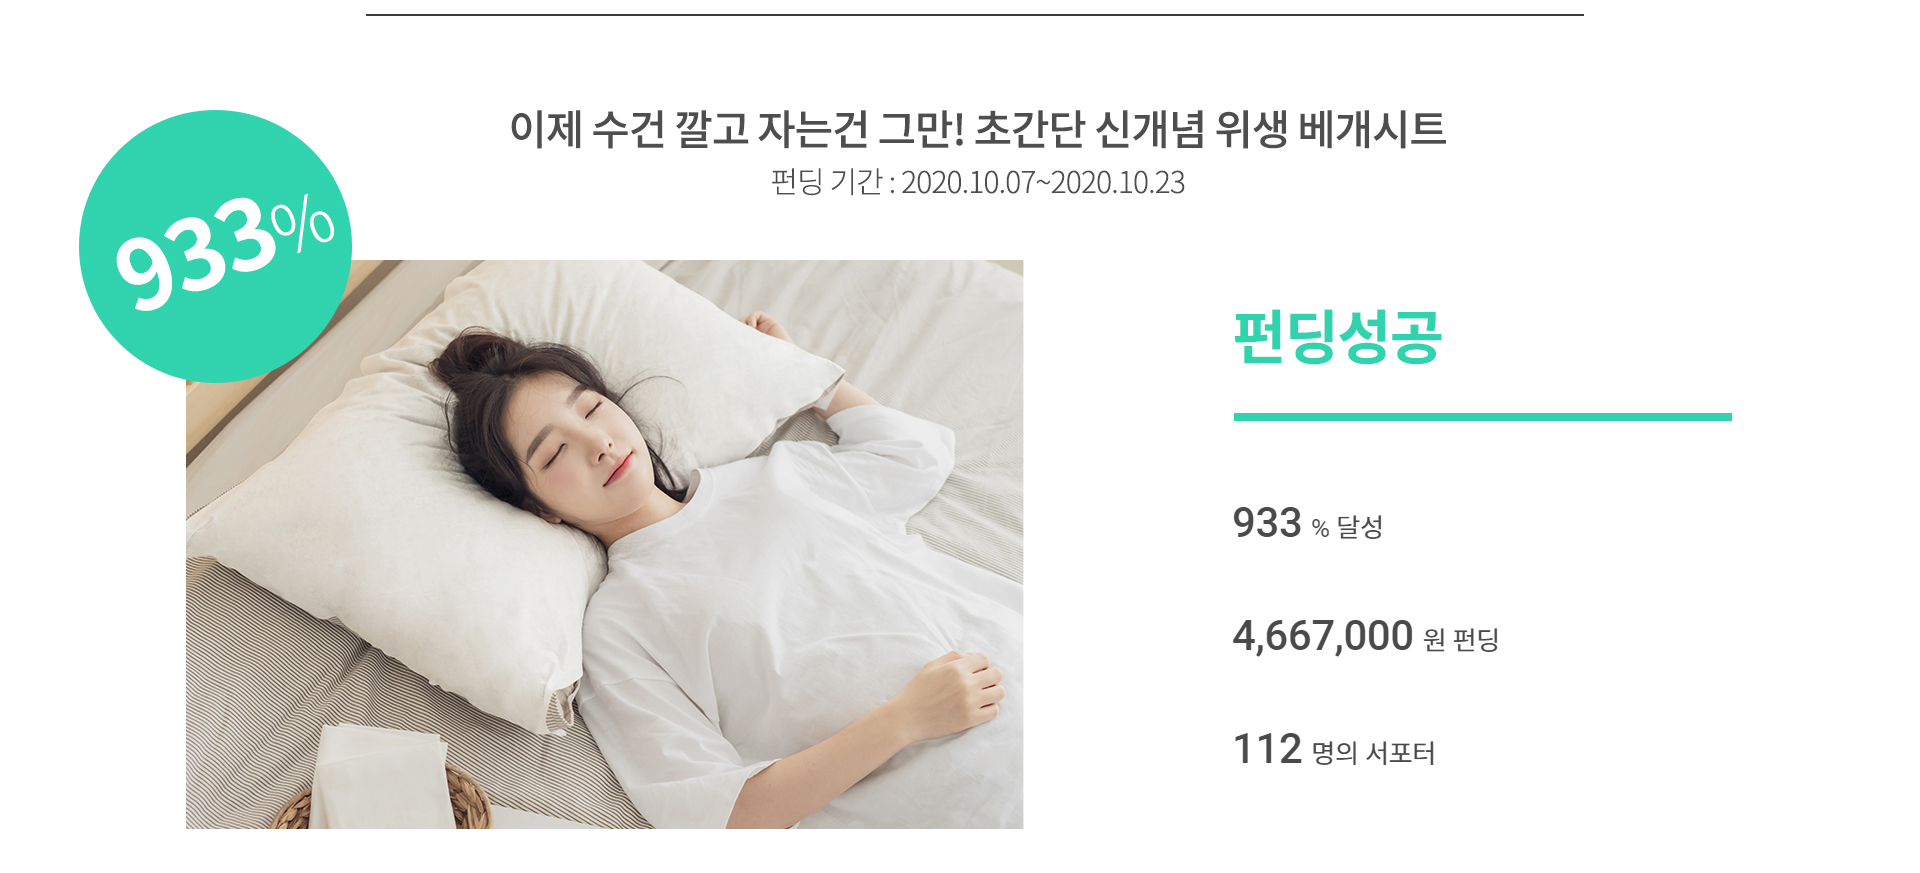 이제 수건 깔고 자는건 그만! 초간단 신개념 위생 베개시트
펀딩 기간 : 2020.10.07~2020.10.23
933%
펀딩성공
933 % 달성
4,667,000 원 펀딩
112 명의 서포터